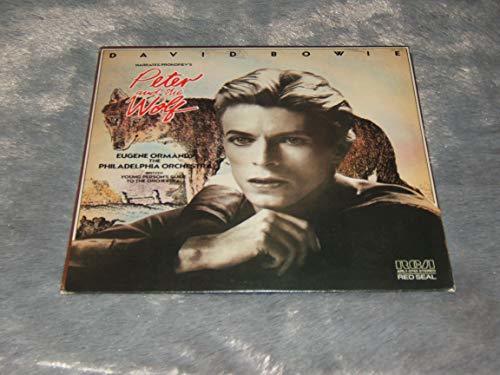 DAVID BOWIE
NARRATES PROKOFIEV'S
Peter
and the
Wolf
EUGENE ORMANDY
THE
PHILADELPHIA ORCHESTRA
BRITTEN
YOUNG PERSON'S GUIDE
TO THE ORCHESTRA
RCA
STEREO
RED SEAL